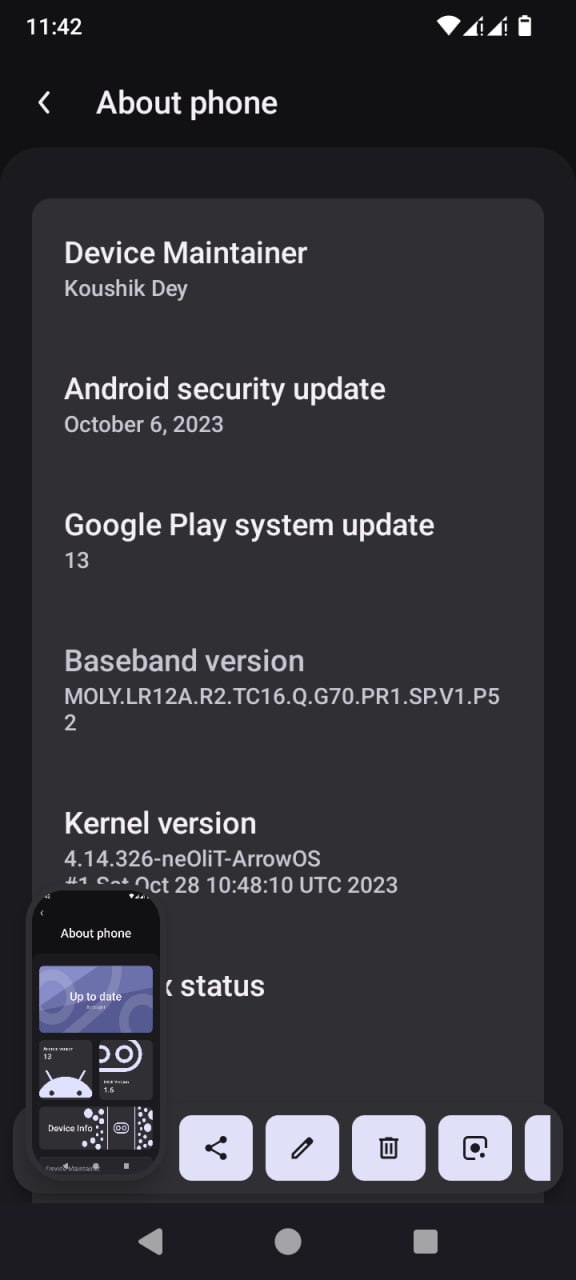 11:42
About phone
Device Maintainer
Koushik Dey
Android security update
October 6, 2023
Google Play system update
13
Baseband version
MOLY.LR12A.R2.TC16.Q.G70.PR1.SP.V1.P5
2
Kernel version
4.14.326-neOliT-ArrowOS
#1 Sat Oct 28 10:48:10 UTC 2023
x status
About phone
Up to date
13
1.6
Device Info
Device Maintainer